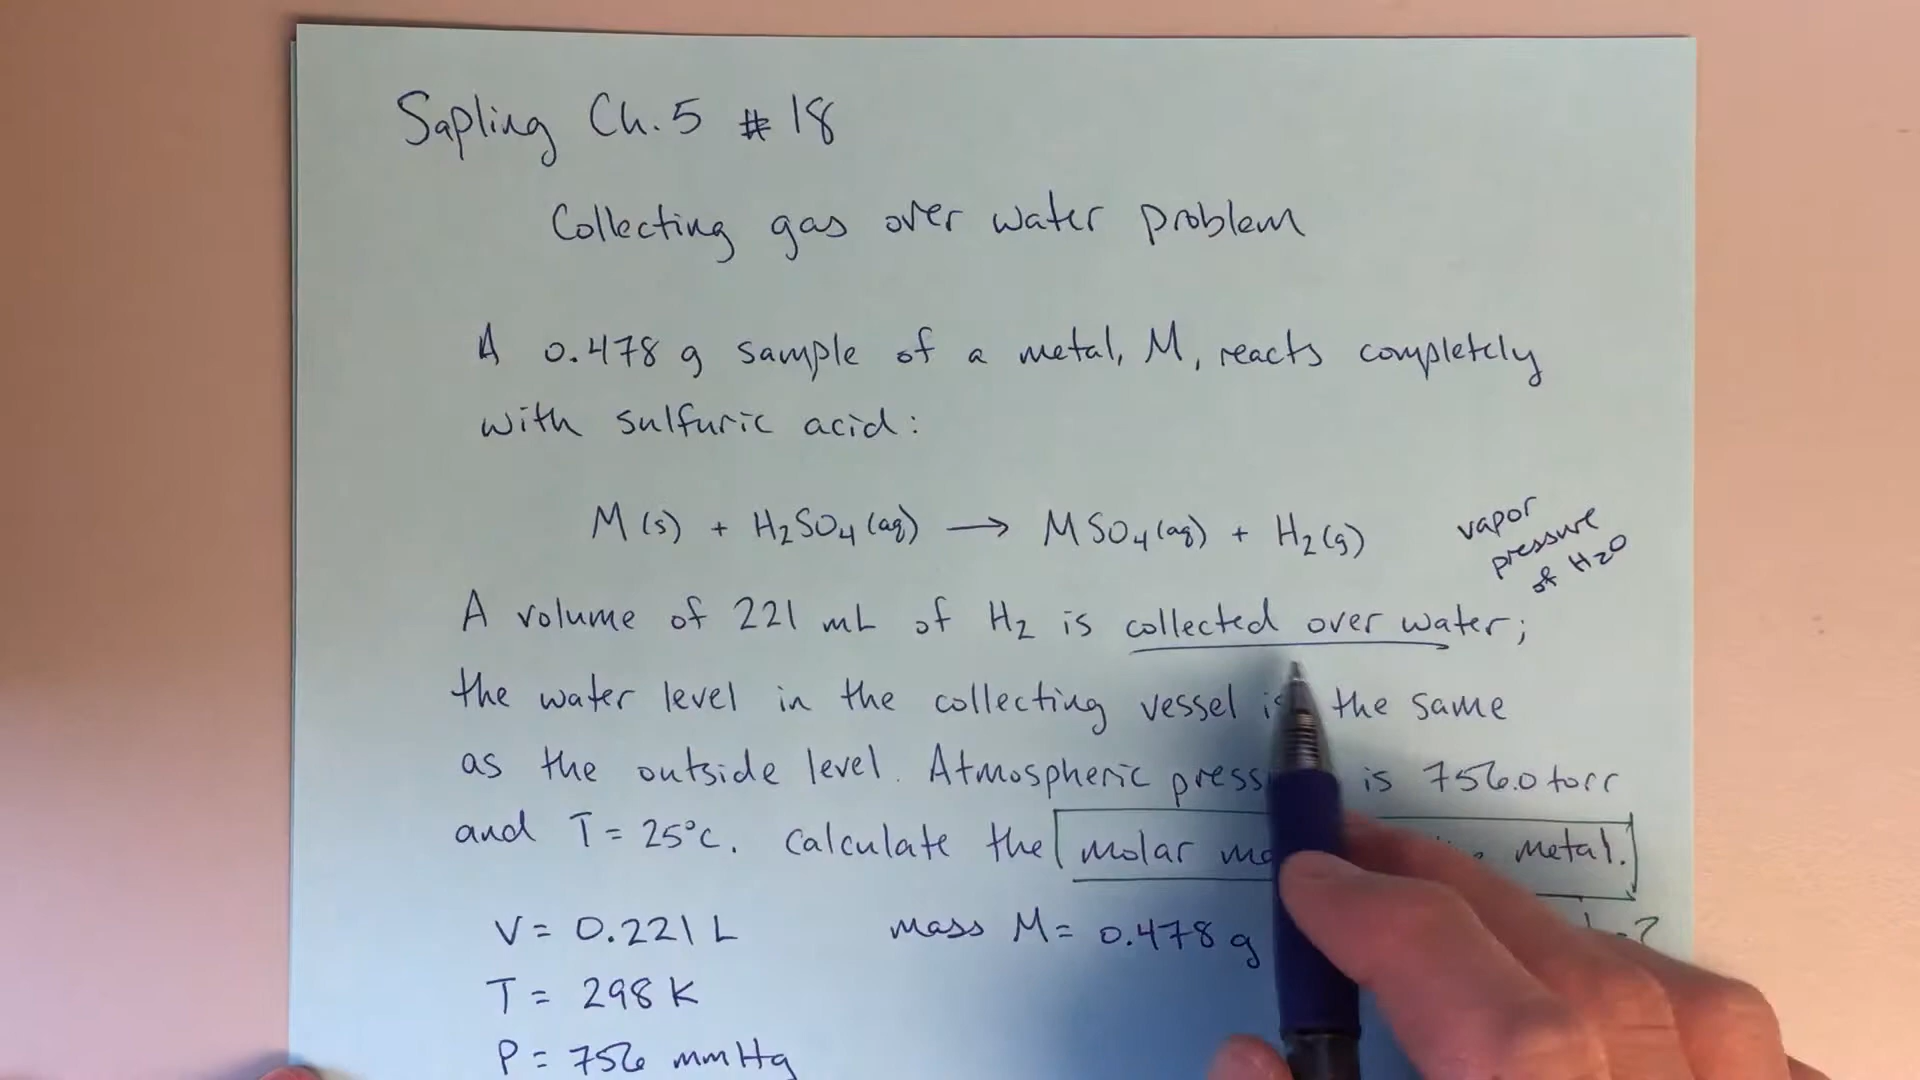 Sapling Ch. 5 # 18
Collecting gas over water problem
A 0.478 g sample of a metal, M, reacts completely
with sulfuric acid:
M(s) + H2SO4(aq) → MSO4(aq) + H2(g)
vapor
pressure
of H2O
A volume of 221 mL of H2 is collected over water;
the water level in the collecting vessel is the same
as the outside level. Atmospheric press is 756.0 torr
and T = 25°C. Calculate the molar metal.
V = 0.221 L mass M = 0.478 g
T = 298 K
P = 756 mmHg